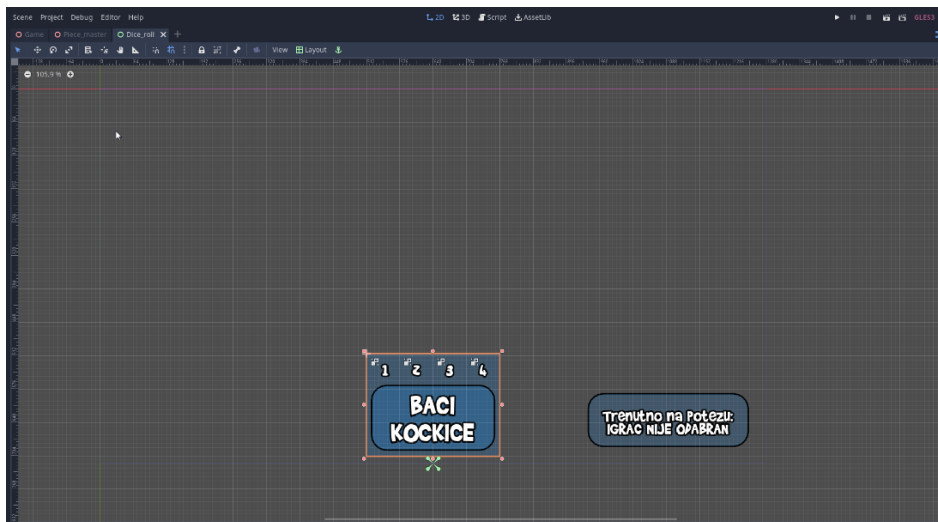 Scene Project Debug Editor Help
2D 3D Script AssetLib
GLES3
Game Piece_master Dice_roll
View Layout
105.9 %
1 2 3 4
BACI
KOCKICE
Trenutno na potezu:
IGRAC NIJE ODABRAN